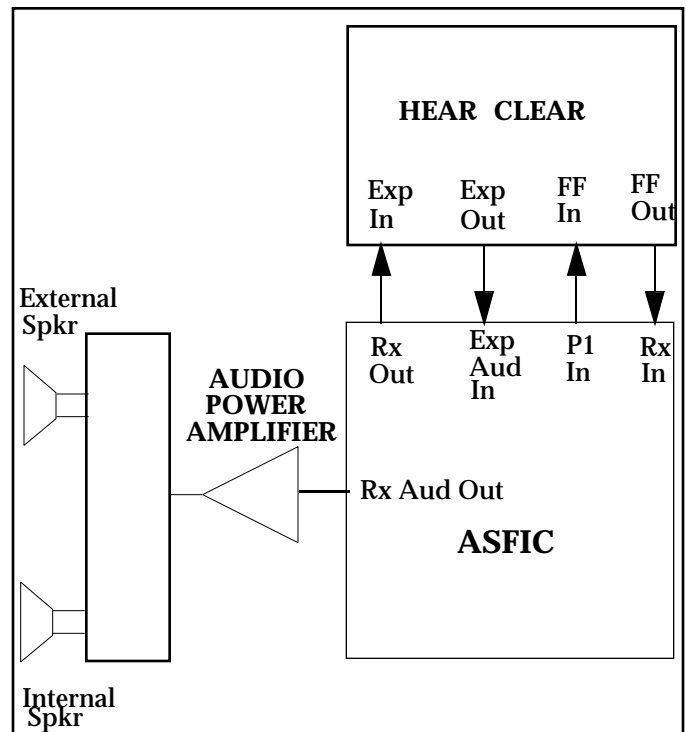 HEAR CLEAR
Exp
In
Exp
Out
FF
In
FF
Out
External
Spkr
Rx
Out
Exp
Aud
In
P1
In
Rx
In
AUDIO
POWER
AMPLIFIER
Rx Aud Out
ASFIC
Internal
Spkr